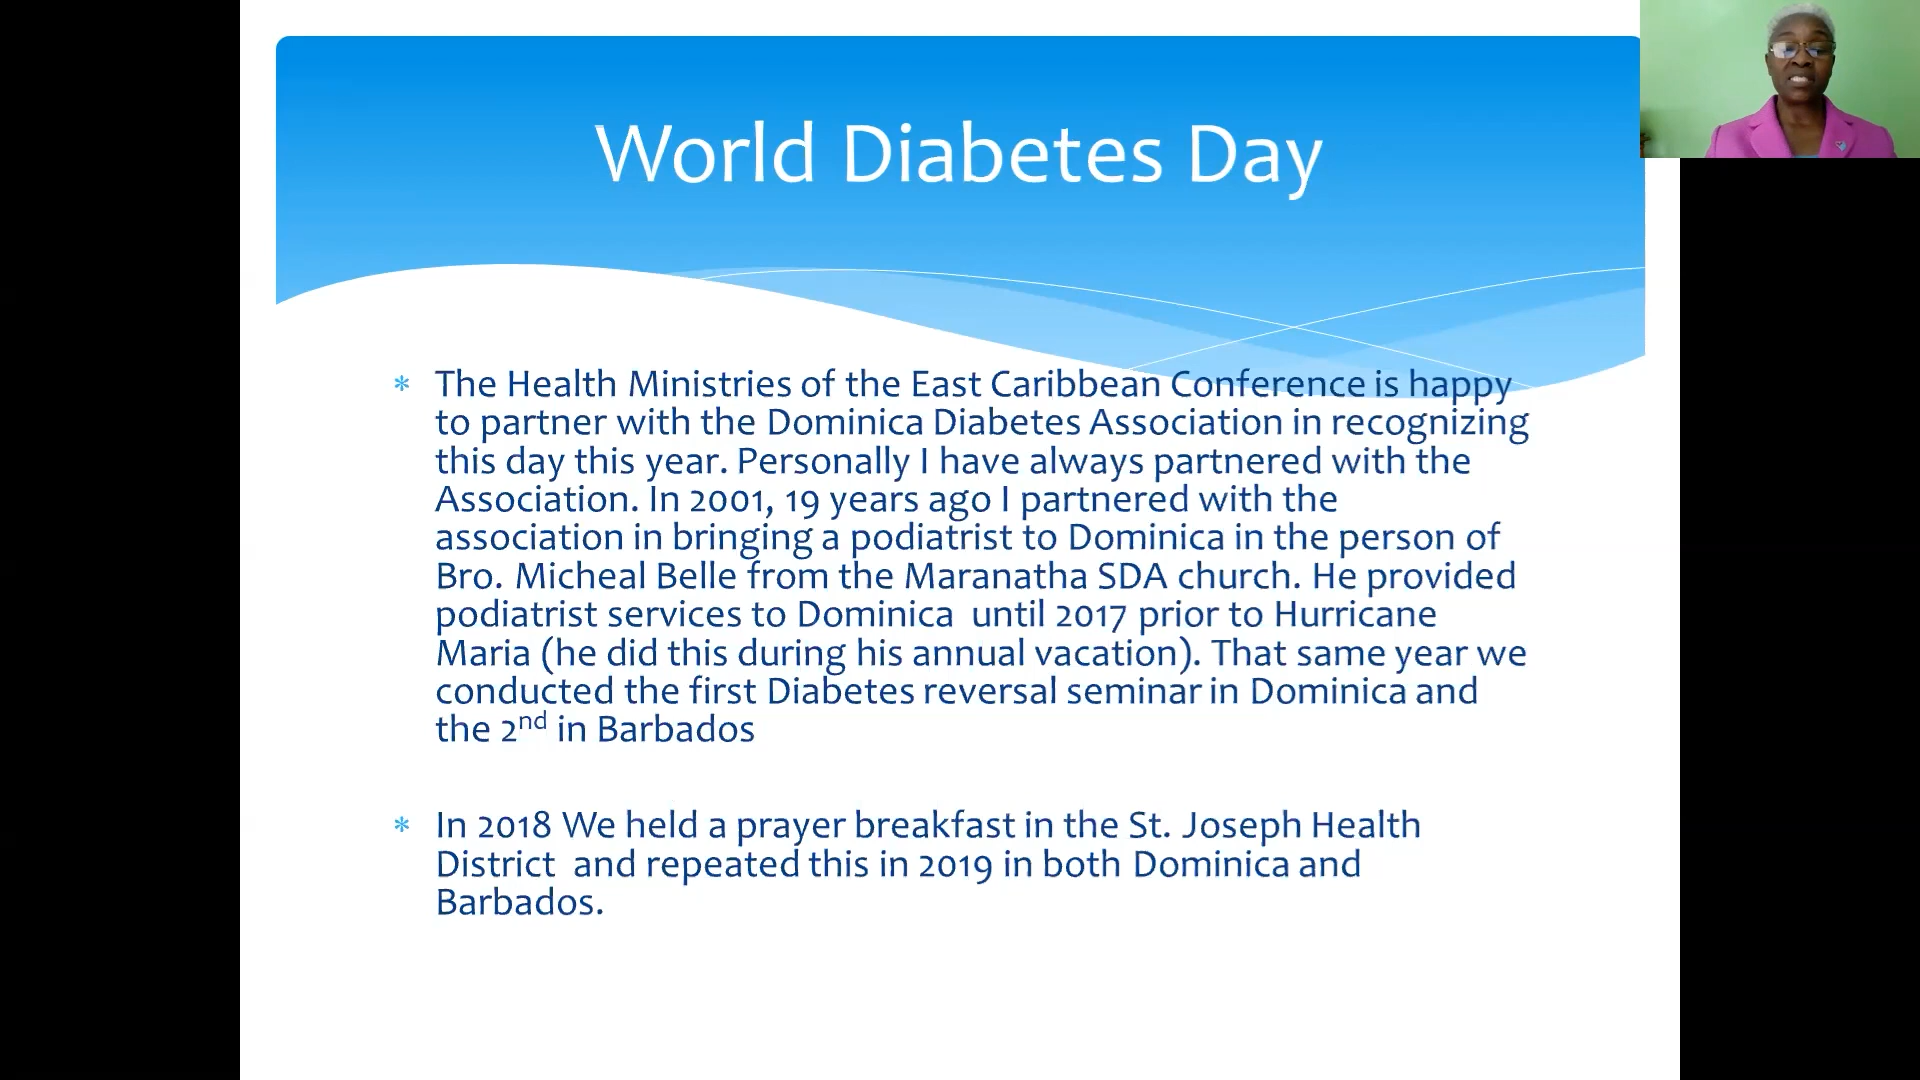 World Diabetes Day
* The Health Ministries of the East Caribbean Conference is happy
to partner with the Dominica Diabetes Association in recognizing
this day this year. Personally I have always partnered with the
Association. In 2001, 19 years ago I partnered with the
association in bringing a podiatrist to Dominica in the person of
Bro. Micheal Belle from the Maranatha SDA church. He provided
podiatrist services to Dominica  until 2017 prior to Hurricane
Maria (he did this during his annual vacation). That same year we
conducted the first Diabetes reversal seminar in Dominica and
the 2nd in Barbados
* In 2018 We held a prayer breakfast in the St. Joseph Health
District  and repeated this in 2019 in both Dominica and
Barbados.